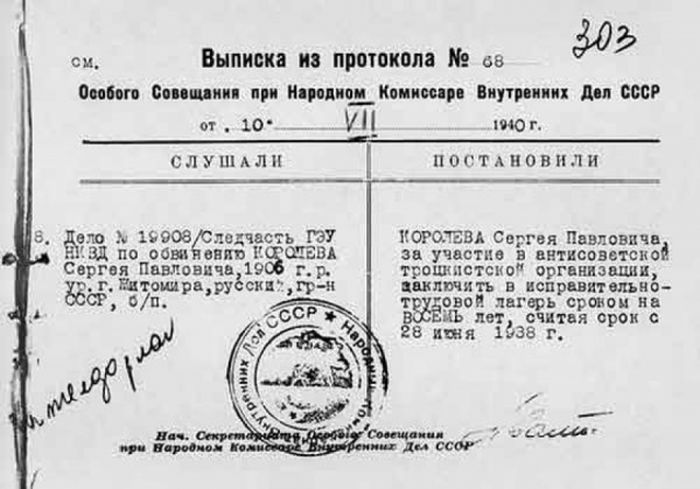 303
см. Выписка из протокола № 68
Особого Совещания при Народном Комиссаре Внутренних Дел СССР
от . 10 . VII 1940 г.
СЛУШАЛИ
8. Дело № 19908/Следчасть ГЭУ
НКВД по обвинению КОРОЛЕВА
Сергея Павловича, 1906 г. р.
ур. г. Житомира, русский, гр-н
СССР, б/п.
ПОСТАНОВИЛИ
КОРОЛЕВА Сергея Павловича,
за участие в антисоветской
троцкистской организации,
заключить в исправительно-
трудовой лагерь сроком на
ВОСЕМЬ лет, считая срок с
28 июня 1938 г.
Народный
Внутренних Дел СССР
Нач. Секретариата Особого Совещания
при Народном Комиссаре Внутренних Дел СССР